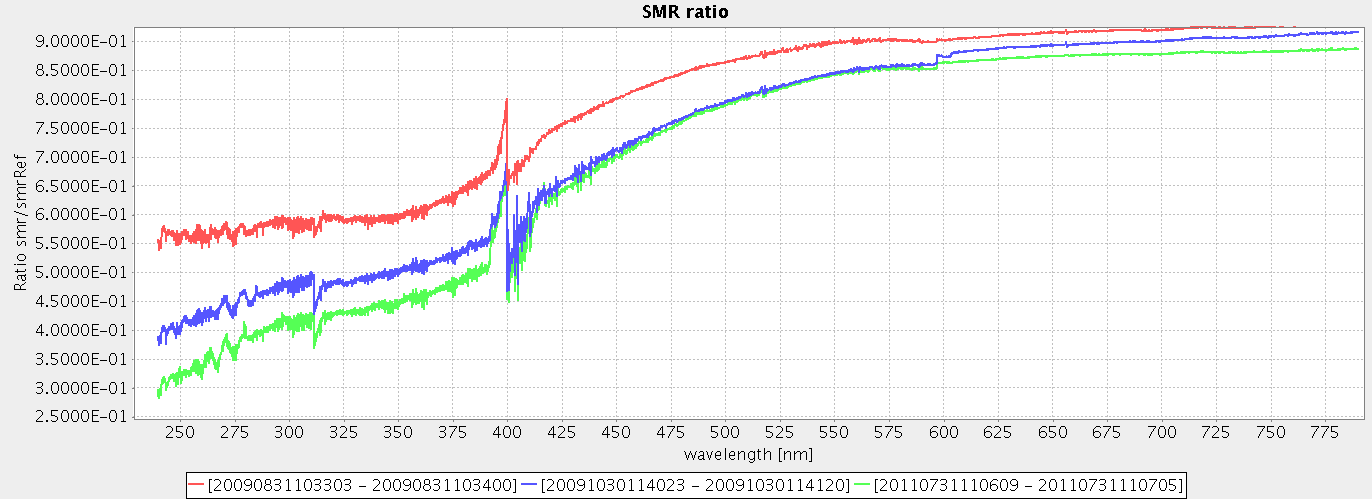 SMR ratio
9.0000E-01
8.5000E-01
8.0000E-01
7.5000E-01
7.0000E-01
6.5000E-01
6.0000E-01
5.5000E-01
5.0000E-01
4.5000E-01
4.0000E-01
3.5000E-01
3.0000E-01
2.5000E-01
Ratio smr/smrRef
250 275 300 325 350 375 400 425 450 475 500 525 550 575 600 625 650 675 700 725 750 775
wavelength [nm]
[20090831103303 - 20090831103400] [20091030114023 - 20091030114120] [20110731110609 - 20110731110705]